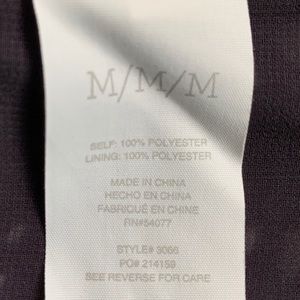 M/M/M
SELF: 100% POLYESTER
LINING: 100% POLYESTER
MADE IN CHINA
HECHO EN CHINA
FABRIQUÉ EN CHINE
RN#54077
STYLE# 3066
PO# 214159
SEE REVERSE FOR CARE